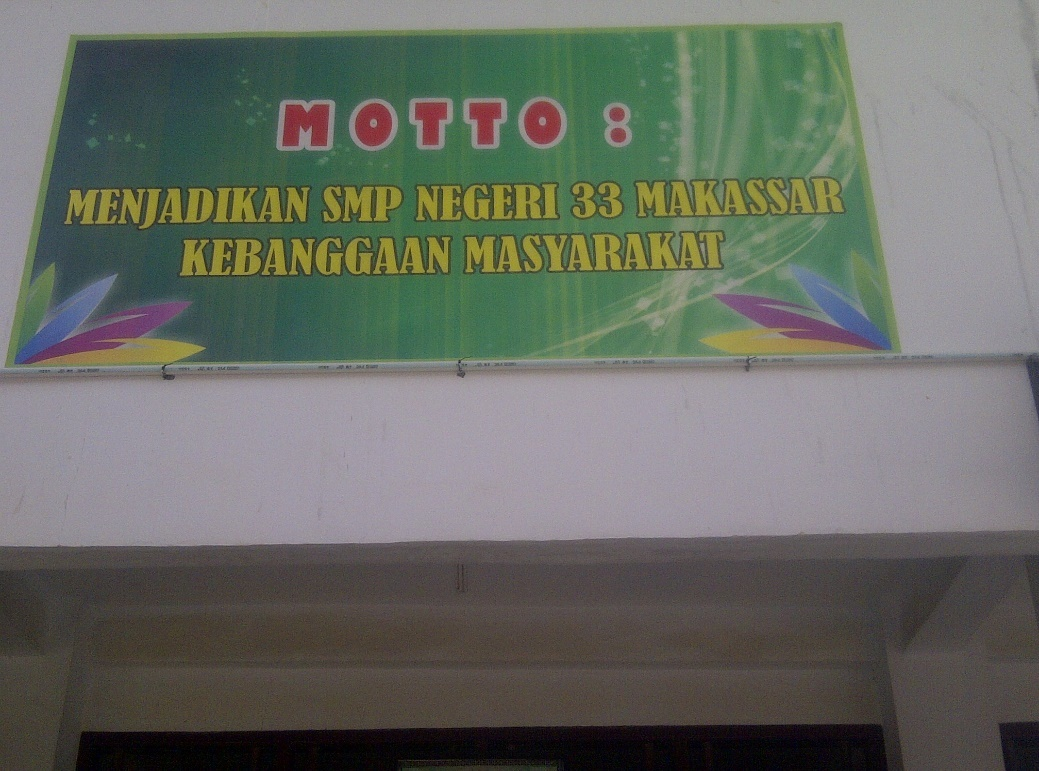 MOTTO :
MENJADIKAN SMP NEGERI 33 MAKASSAR
KEBANGGAAN MASYARAKAT